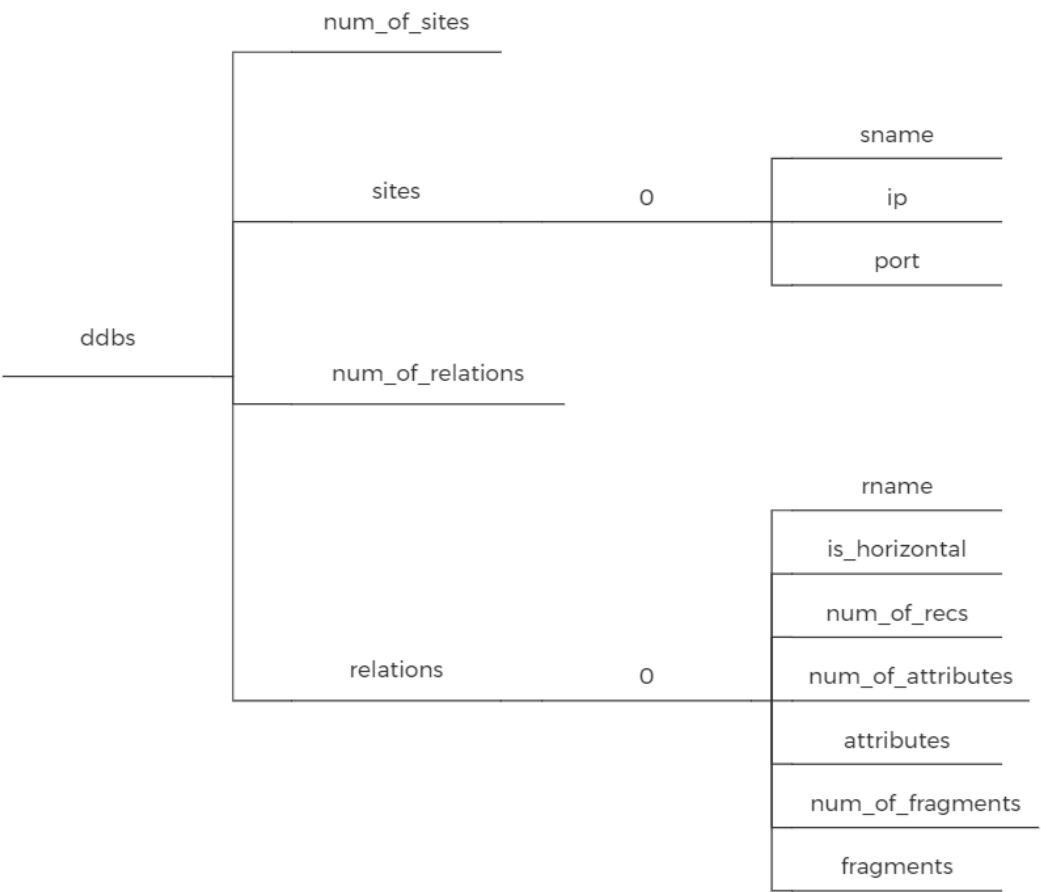 num_of_sites
sname
sites
0
ip
port
ddbs
num_of_relations
rname
is_horizontal
num_of_recs
relations
0
num_of_attributes
attributes
num_of_fragments
fragments